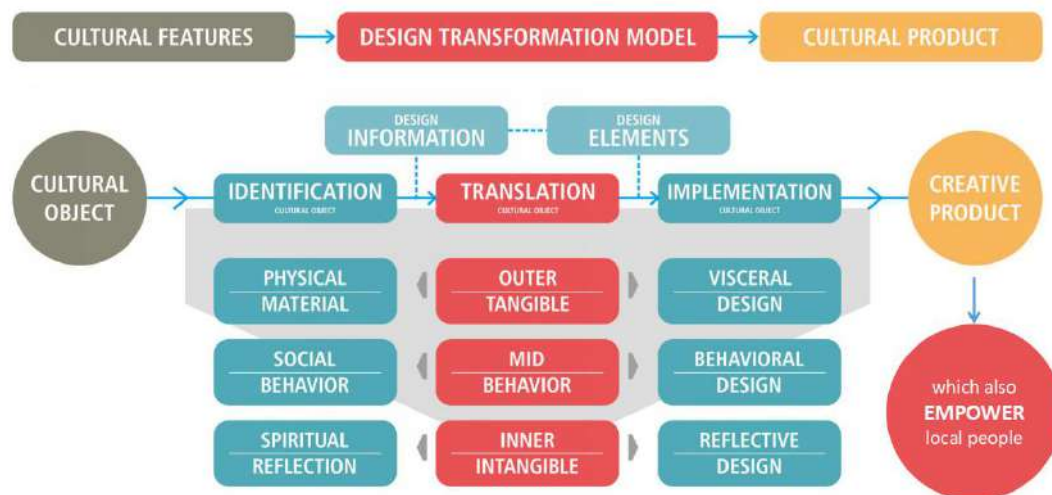 CULTURAL FEATURES
DESIGN TRANSFORMATION MODEL
CULTURAL PRODUCT
DESIGN
INFORMATION
DESIGN
ELEMENTS
CULTURAL
OBJECT
IDENTIFICATION
CULTURAL OBJECT
TRANSLATION
CULTURAL OBJECT
IMPLEMENTATION
CULTURAL OBJECT
CREATIVE
PRODUCT
PHYSICAL
MATERIAL
OUTER
TANGIBLE
VISCERAL
DESIGN
SOCIAL
BEHAVIOR
MID
BEHAVIOR
BEHAVIORAL
DESIGN
SPIRITUAL
REFLECTION
INNER
INTANGIBLE
REFLECTIVE
DESIGN
which also
EMPOWER
local people